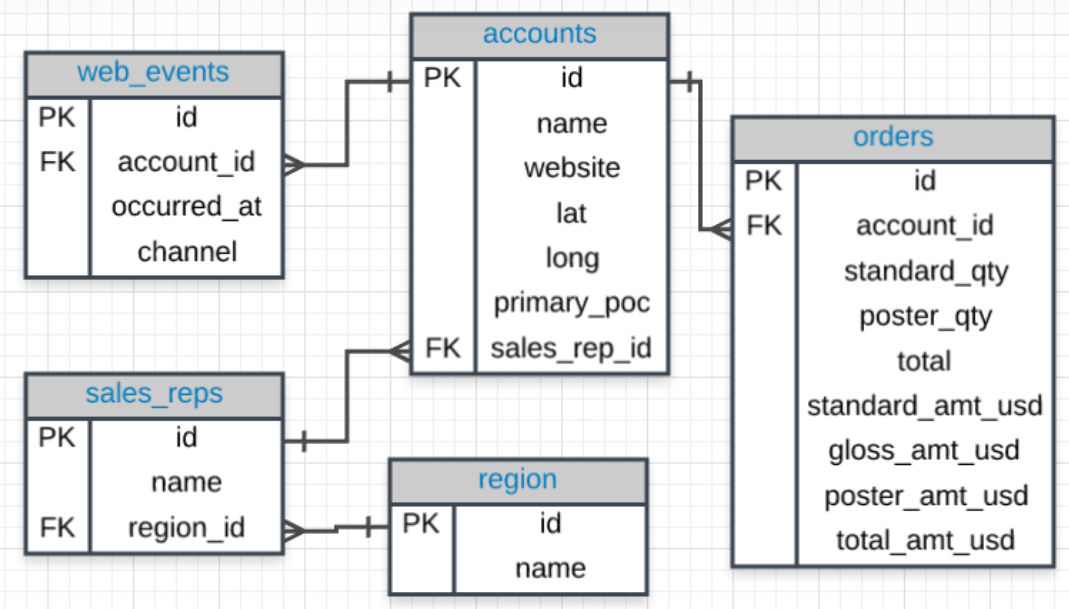 web_events
PK id
FK account_id
occurred_at
channel
accounts
PK id
name
website
lat
long
primary_poc
FK sales_rep_id
orders
PK id
FK account_id
standard_qty
poster_qty
total
standard_amt_usd
gloss_amt_usd
poster_amt_usd
total_amt_usd
sales_reps
PK id
name
FK region_id
region
PK id
name